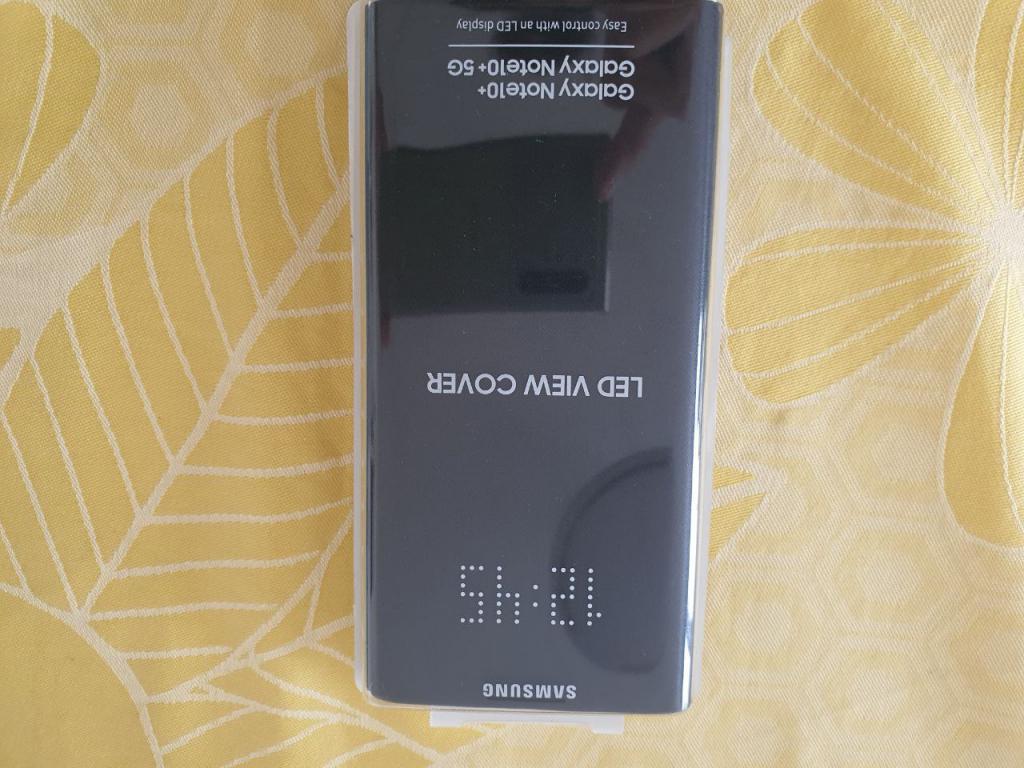 SAMSUNG
12:45
LED VIEW COVER
Galaxy Note10+
Galaxy Note10+ 5G
Easy control with an LED display